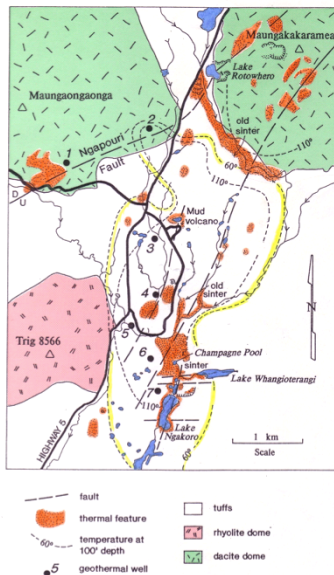 Maungakakaramea
Lake
Rotowhero
Maungaongaonga
2
Ngapouri
Fault
1
old
sinter
110°
60°
110°
D
U
Mud
volcano
3
old
sinter
4
5
Trig 8566
Champagne Pool
sinter
6
Lake Whangioterangi
7
110°
Lake
Ngakoro
60°
HIGHWAY 5
N
1 km
Scale
fault
thermal feature
60°
temperature at
100' depth
5
geothermal well
tuffs
rhyolite dome
dacite dome